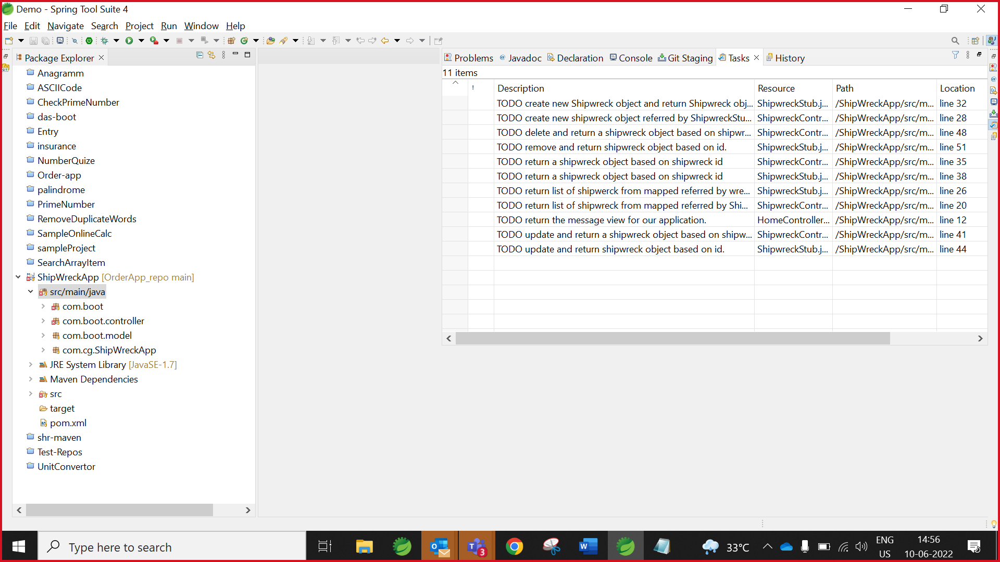 Demo - Spring Tool Suite 4
File Edit Navigate Search Project Run Window Help
Package Explorer
Anagramm
ASCIICode
CheckPrimeNumber
das-boot
Entry
insurance
NumberQuize
Order-app
palindrome
PrimeNumber
RemoveDuplicateWords
SampleOnlineCalc
sampleProject
SearchArrayItem
ShipWreckApp [OrderApp_repo main]
src/main/java
com.boot
com.boot.controller
com.boot.model
com.cg.ShipWreckApp
JRE System Library [JavaSE-1.7]
Maven Dependencies
src
target
pom.xml
shr-maven
Test-Repos
UnitConvertor
Problems @ Javadoc Declaration Console Git Staging Tasks History
11 items
! Description Resource Path Location
TODO create new Shipwreck object and return Shipwreck obj... ShipwreckStub.j... /ShipWreckApp/src/m... line 32
TODO create new shipwreck object referred by ShipwreckStu... ShipwreckContr... /ShipWreckApp/src/m... line 28
TODO delete and return a shipwreck object based on shipwr... ShipwreckContr... /ShipWreckApp/src/m... line 48
TODO remove and return shipwreck object based on id. ShipwreckStub.j... /ShipWreckApp/src/m... line 51
TODO return a shipwreck object based on shipwreck id ShipwreckContr... /ShipWreckApp/src/m... line 35
TODO return a shipwreck object based on shipwreck id ShipwreckStub.j... /ShipWreckApp/src/m... line 38
TODO return list of shipwerck from mapped referred by wre... ShipwreckStub.j... /ShipWreckApp/src/m... line 26
TODO return list of shipwreck from mapped referred by Shi... ShipwreckContr... /ShipWreckApp/src/m... line 20
TODO return the message view for our application. HomeController... /ShipWreckApp/src/m... line 12
TODO update and return a shipwreck object based on shipw... ShipwreckContr... /ShipWreckApp/src/m... line 41
TODO update and return shipwreck object based on id. ShipwreckStub.j... /ShipWreckApp/src/m... line 44
Type here to search
3
33°C
ENG
US
14:56
10-06-2022